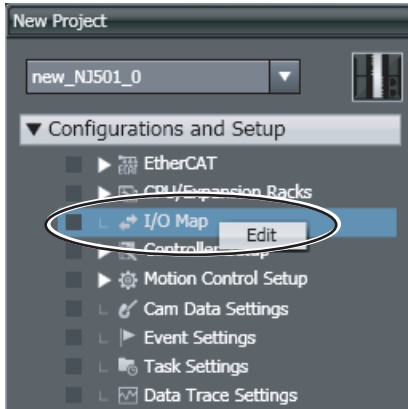 New Project
new_NJ501_0
▼ Configurations and Setup
EtherCAT
CPU/Expansion Racks
I/O Map
Edit
Controller Setup
Motion Control Setup
Cam Data Settings
Event Settings
Task Settings
Data Trace Settings